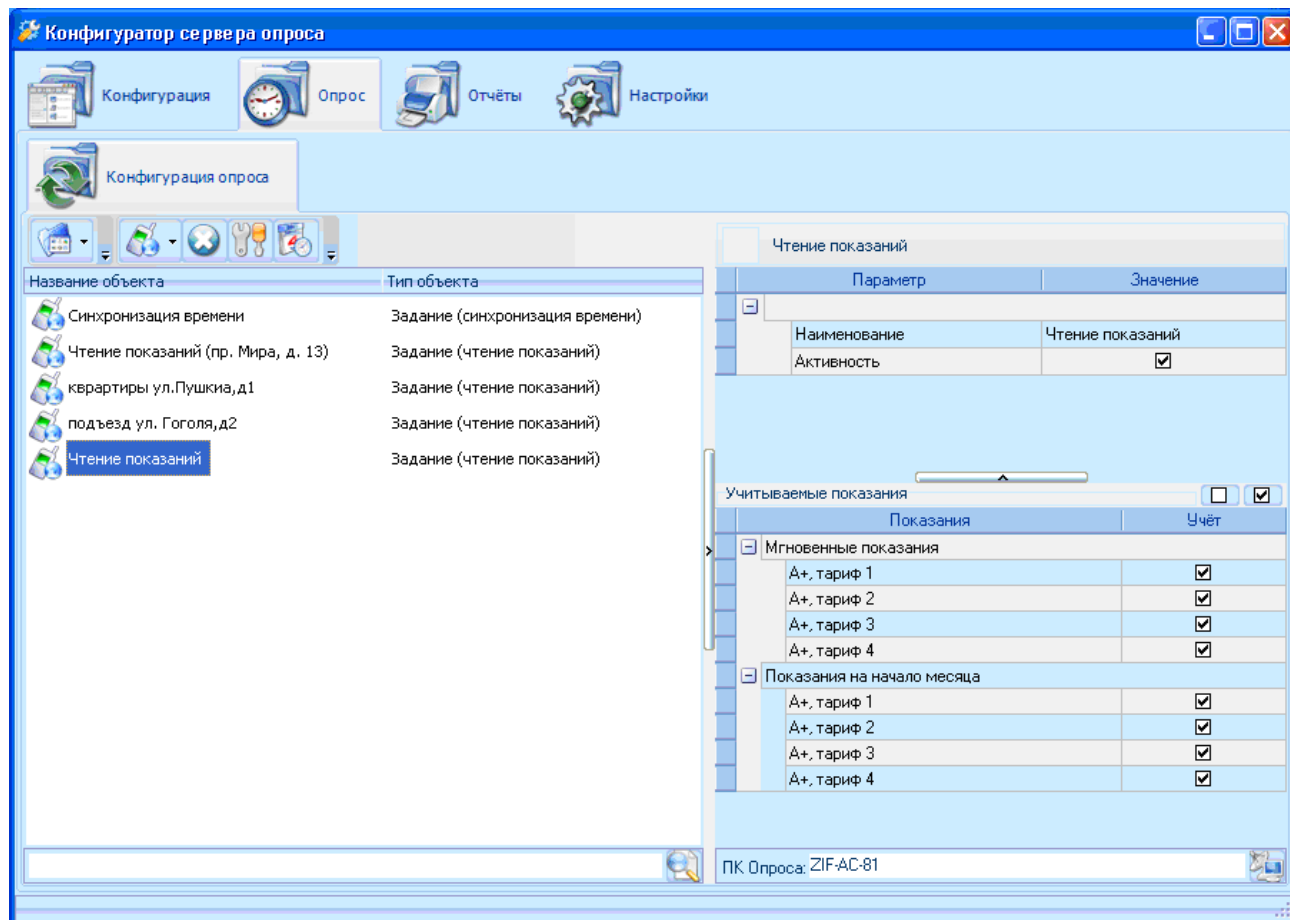 Конфигуратор сервера опроса
Конфигурация
Опрос
Отчёты
Настройки
Конфигурация опроса
Название объекта Тип объекта
Синхронизация времени Задание (синхронизация времени)
Чтение показаний (пр. Мира, д. 13) Задание (чтение показаний)
кврартиры ул.Пушкиа,д1 Задание (чтение показаний)
подъезд ул. Гоголя,д2 Задание (чтение показаний)
Чтение показаний Задание (чтение показаний)
Чтение показаний
Параметр Значение
Наименование Чтение показаний
Активность
Учитываемые показания
Показания Учёт
Мгновенные показания
А+, тариф 1
А+, тариф 2
А+, тариф 3
А+, тариф 4
Показания на начало месяца
А+, тариф 1
А+, тариф 2
А+, тариф 3
А+, тариф 4
ПК Опроса: ZIF-AC-81